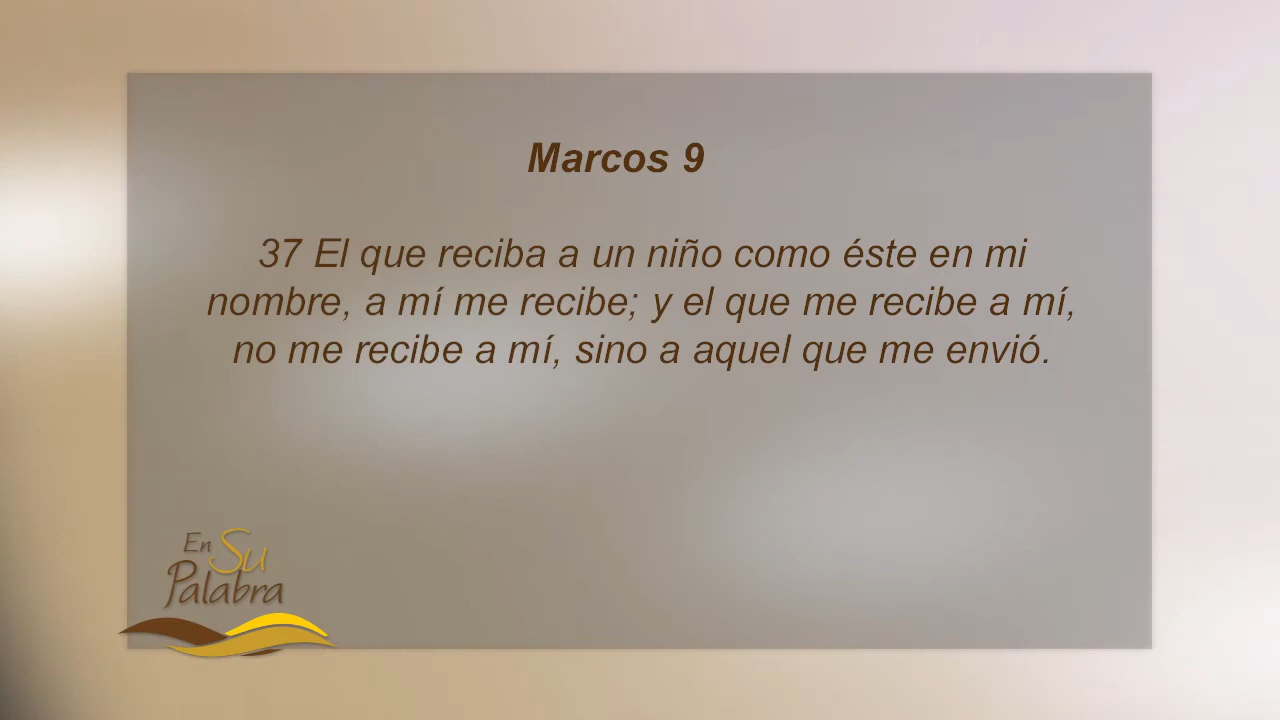 Marcos 9
37 El que reciba a un niño como éste en mi
nombre, a mí me recibe; y el que me recibe a mí,
no me recibe a mí, sino a aquel que me envió.
En Su
Palabra